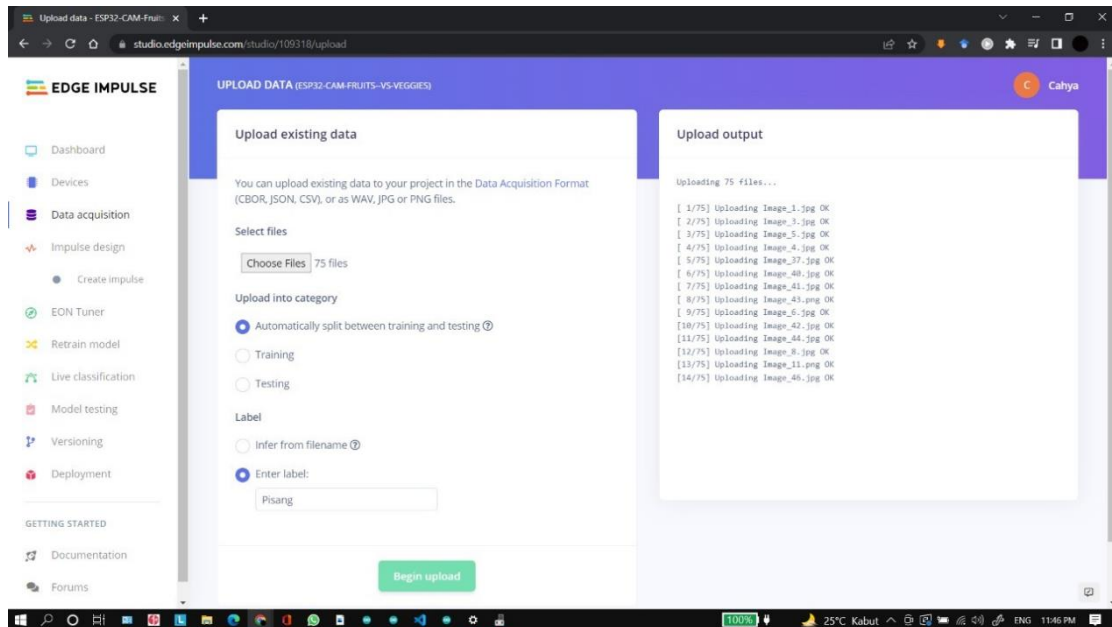 Upload data - ESP32-CAM-Fruits
studio.edgeimpulse.com/studio/109318/upload
EDGE IMPULSE
Dashboard
Devices
Data acquisition
Impulse design
Create impulse
EON Tuner
Retrain model
Live classification
Model testing
Versioning
Deployment
GETTING STARTED
Documentation
Forums
UPLOAD DATA (ESP32-CAM-FRUITS--VS-VEGGIES)
C Cahya
Upload existing data
You can upload existing data to your project in the Data Acquisition Format
(CBOR, JSON, CSV), or as WAV, JPG or PNG files.
Select files
Choose Files 75 files
Upload into category
Automatically split between training and testing
Training
Testing
Label
Infer from filename
Enter label:
Pisang
Begin upload
Upload output
Uploading 75 files...
[ 1/75] Uploading Image_1.jpg OK
[ 2/75] Uploading Image_3.jpg OK
[ 3/75] Uploading Image_5.jpg OK
[ 4/75] Uploading Image_4.jpg OK
[ 5/75] Uploading Image_37.jpg OK
[ 6/75] Uploading Image_40.jpg OK
[ 7/75] Uploading Image_41.jpg OK
[ 8/75] Uploading Image_43.png OK
[ 9/75] Uploading Image_6.jpg OK
[10/75] Uploading Image_42.jpg OK
[11/75] Uploading Image_44.jpg OK
[12/75] Uploading Image_8.jpg OK
[13/75] Uploading Image_11.png OK
[14/75] Uploading Image_46.jpg OK
100%
25°C Kabut
ENG 11:46 PM